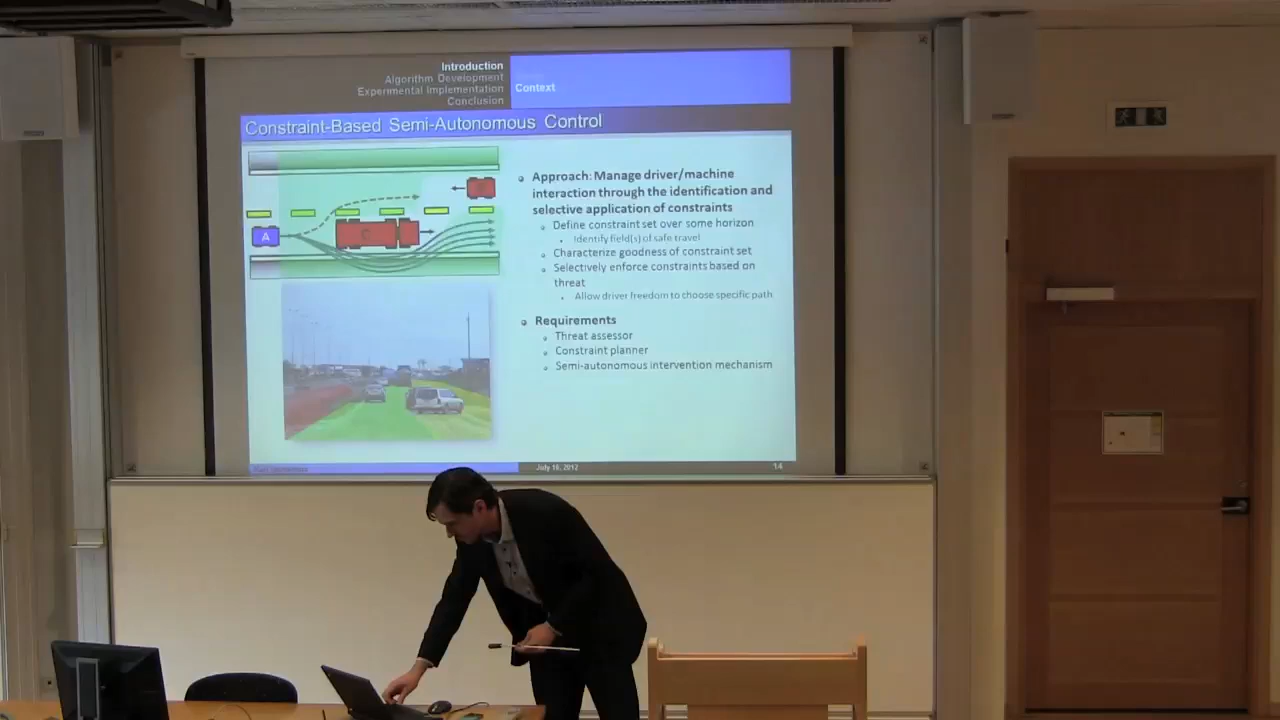 Introduction
Algorithm Development
Experimental Implementation
Conclusion
Context
Constraint-Based Semi-Autonomous Control
A
C
Approach: Manage driver/machine
interaction through the identification and
selective application of constraints
Define constraint set over some horizon
Identify field(s) of safe travel
Characterize goodness of constraint set
Selectively enforce constraints based on
threat
Allow driver freedom to choose specific path
Requirements
Threat assessor
Constraint planner
Semi-autonomous intervention mechanism
July 16, 2012
14